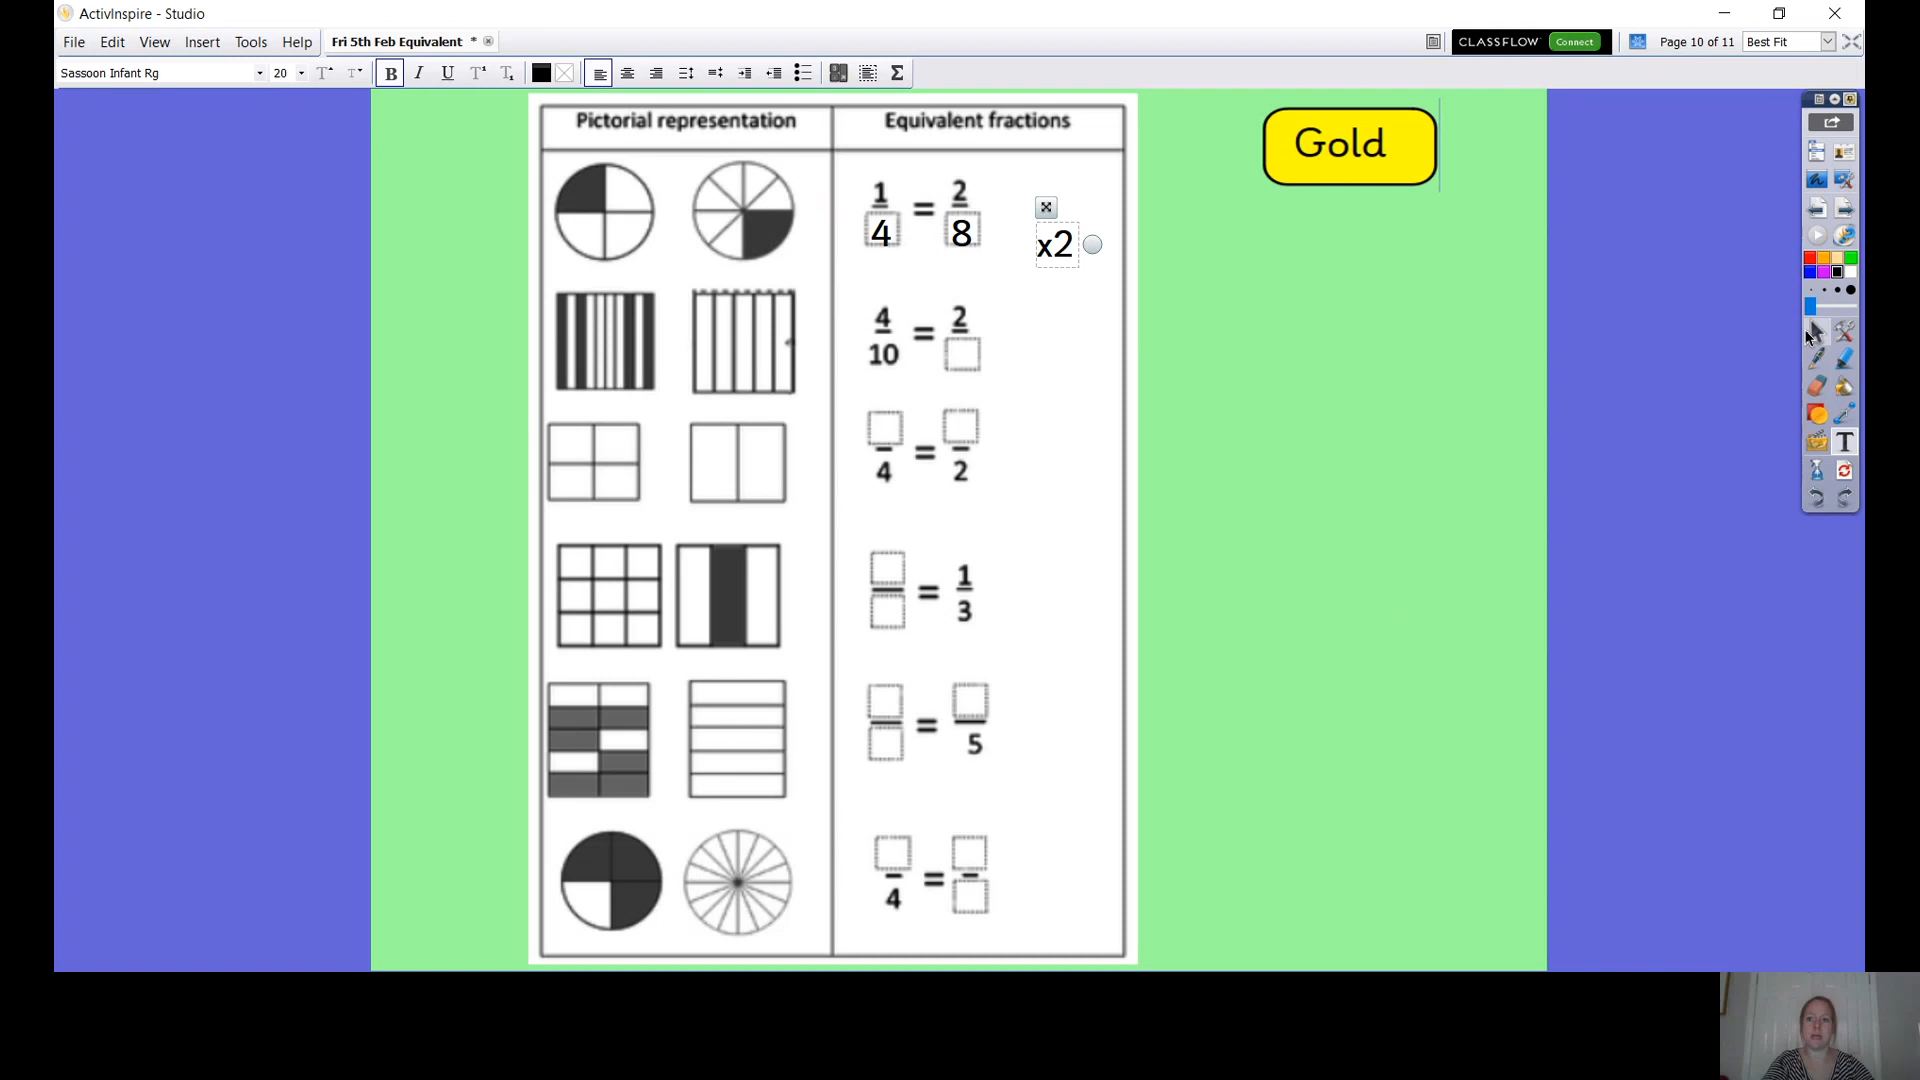 ActivInspire - Studio
File Edit View Insert Tools Help
Fri 5th Feb Equivalent *
CLASSFLOW Connect
Page 10 of 11
Best Fit
Sassoon Infant Rg 20
B I U T
Pictorial representation
Equivalent fractions
Gold
1/4 = 2/8
x2
4/10 = 2/
/4 = /2
= 1/3
= /5
/4 =
T